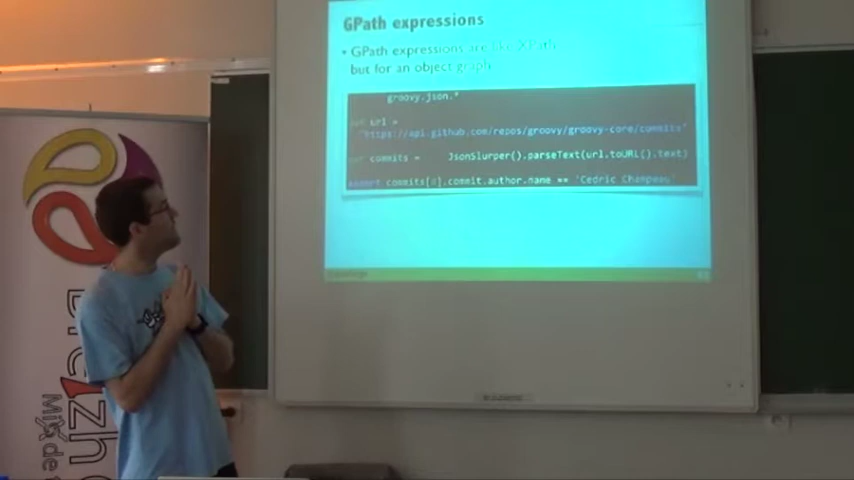 GPath expressions
• GPath expressions are like XPath
but for an object graph
groovy.json.*
url =
"https://api.github.com/repos/groovy/groovy-core/commits"
commits = JsonSlurper().parseText(url.toURL().text)
assert commits[0].commit.author.name == 'Cedric Champeau'